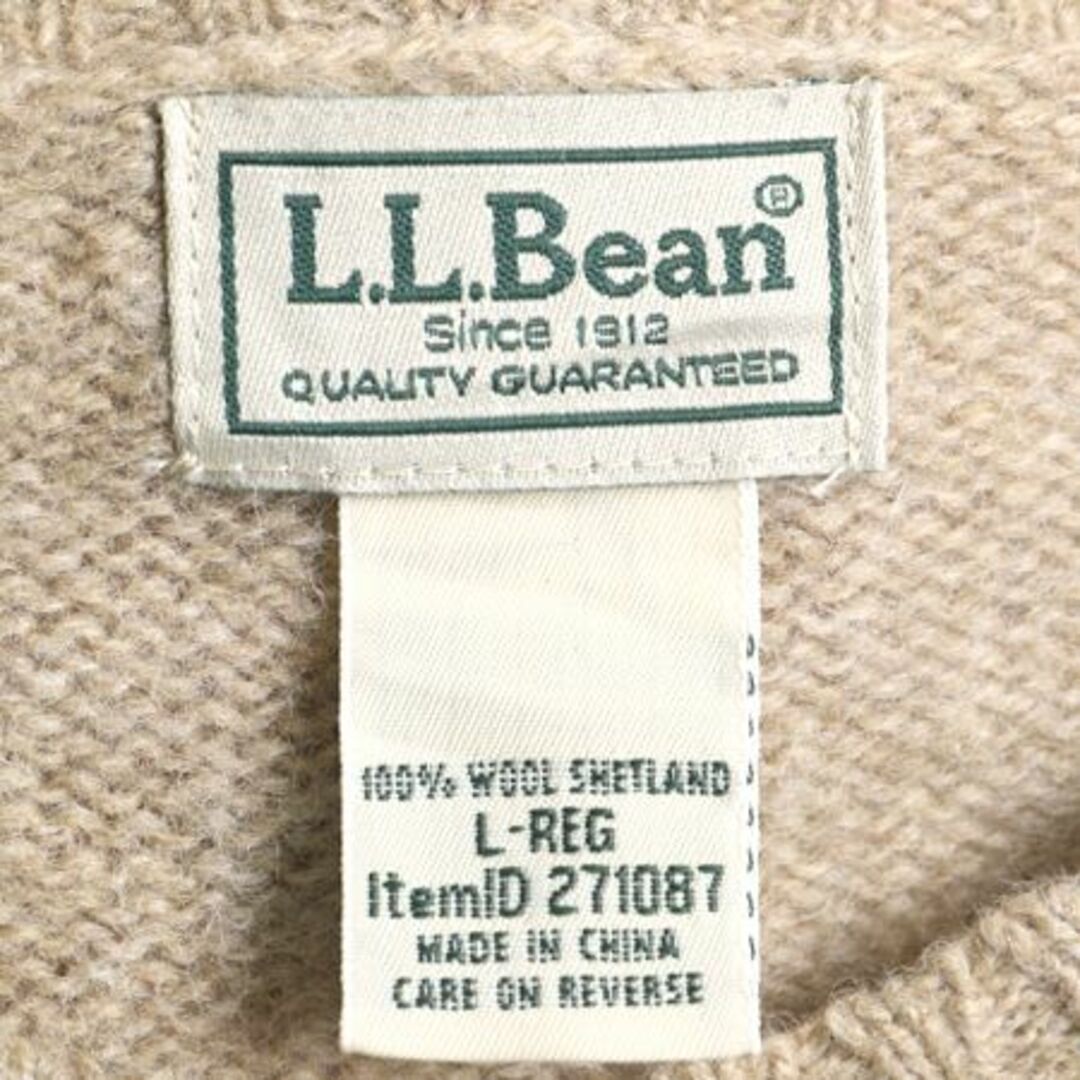 L.L.Bean®
Since 1912
QUALITY GUARANTEED
100% WOOL SHETLAND
L-REG
ItemID 271087
MADE IN CHINA
CARE ON REVERSE